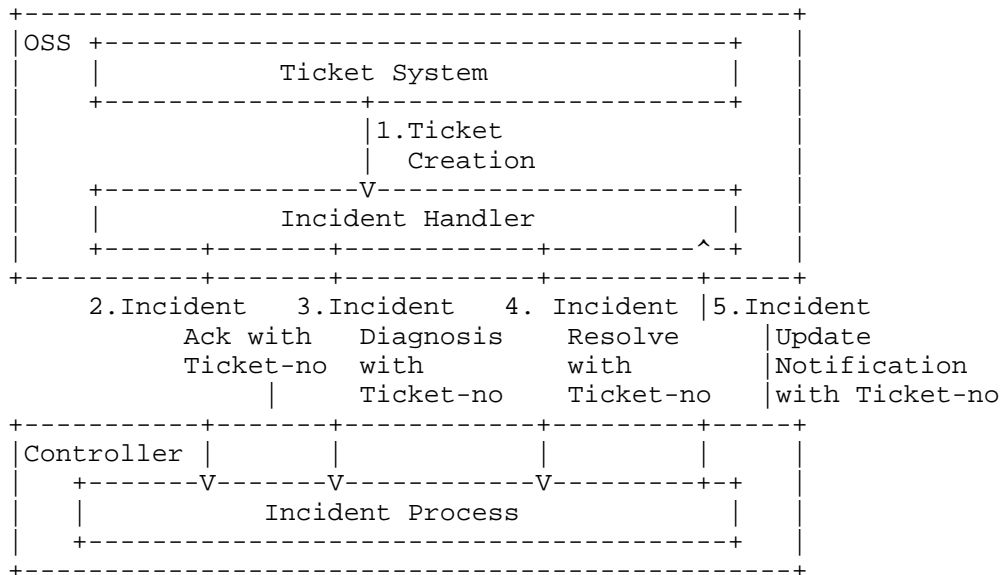 OSS
Ticket System
1.Ticket
Creation
Incident Handler
2.Incident 3.Incident 4. Incident 5.Incident
Ack with Diagnosis Resolve Update
Ticket-no with with Notification
Ticket-no Ticket-no with Ticket-no
Controller
Incident Process